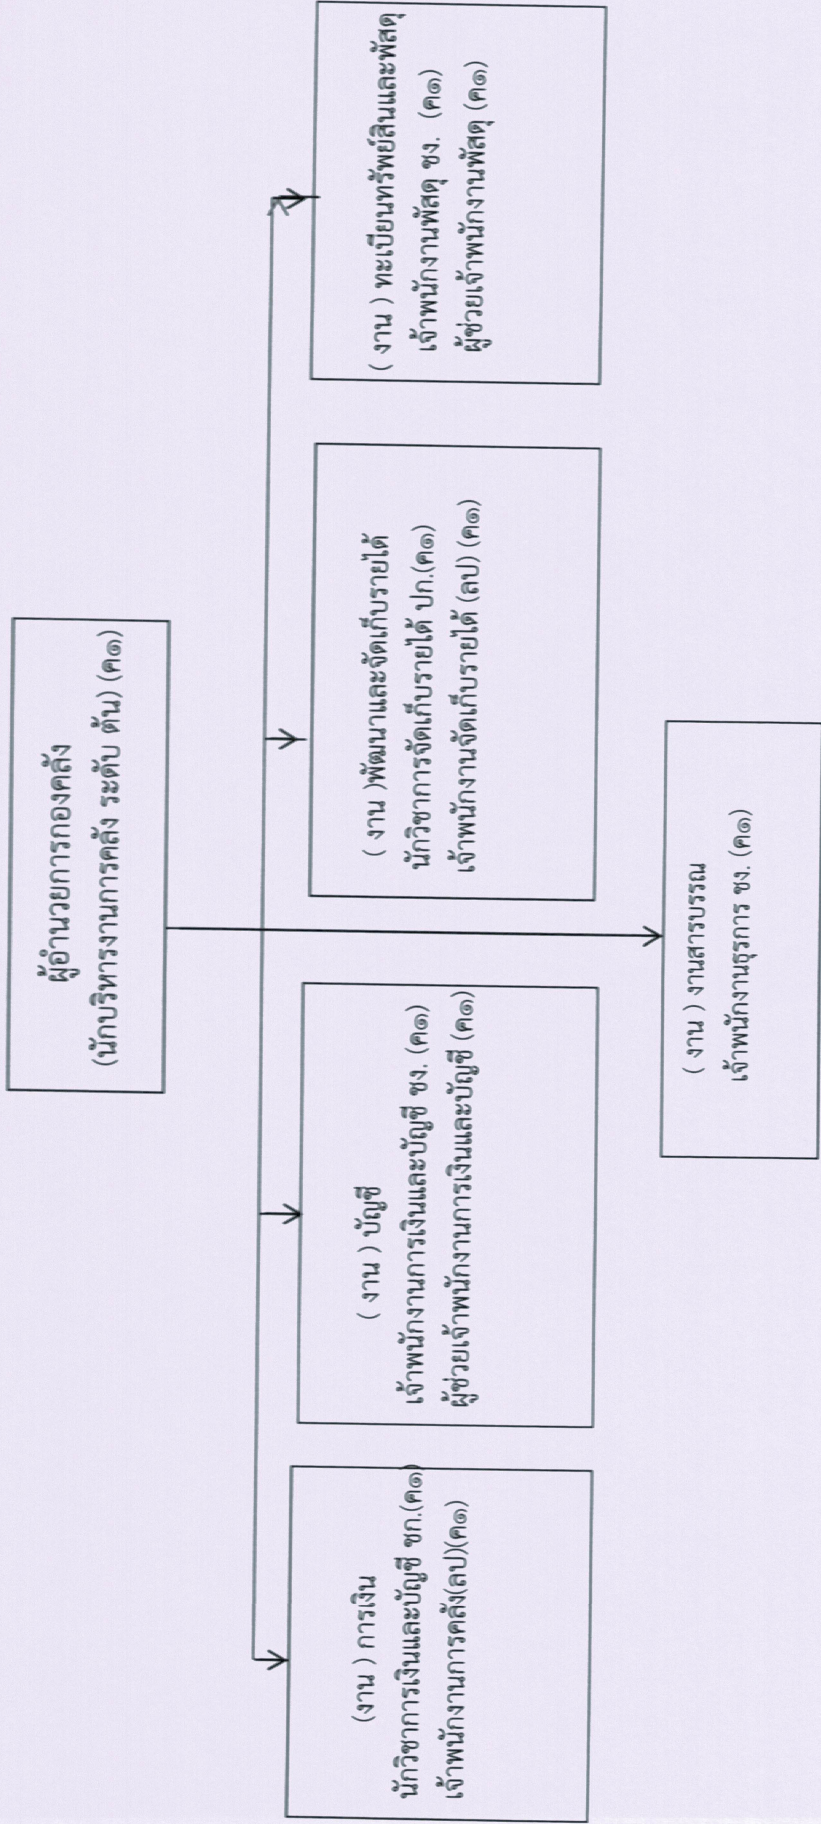 ผู้อำนวยการกองคลัง
(นักบริหารงานการคลัง ระดับ ต้น) (ค๑)
(งาน ) การเงิน
นักวิชาการเงินและบัญชี ชก.(ค๑)
เจ้าพนักงานการคลัง(ลป)(ค๑)
( งาน ) บัญชี
เจ้าพนักงานการเงินและบัญชี ชง. (ค๑)
ผู้ช่วยเจ้าพนักงานการเงินและบัญชี (ค๑)
( งาน )พัฒนาและจัดเก็บรายได้
นักวิชาการจัดเก็บรายได้ ปก.(ค๑)
เจ้าพนักงานจัดเก็บรายได้ (ลป) (ค๑)
( งาน ) ทะเบียนทรัพย์สินและพัสดุ
เจ้าพนักงานพัสดุ ชง. (ค๑)
ผู้ช่วยเจ้าพนักงานพัสดุ (ค๑)
( งาน ) งานสารบรรณ
เจ้าพนักงานธุรการ ชง. (ค๑)